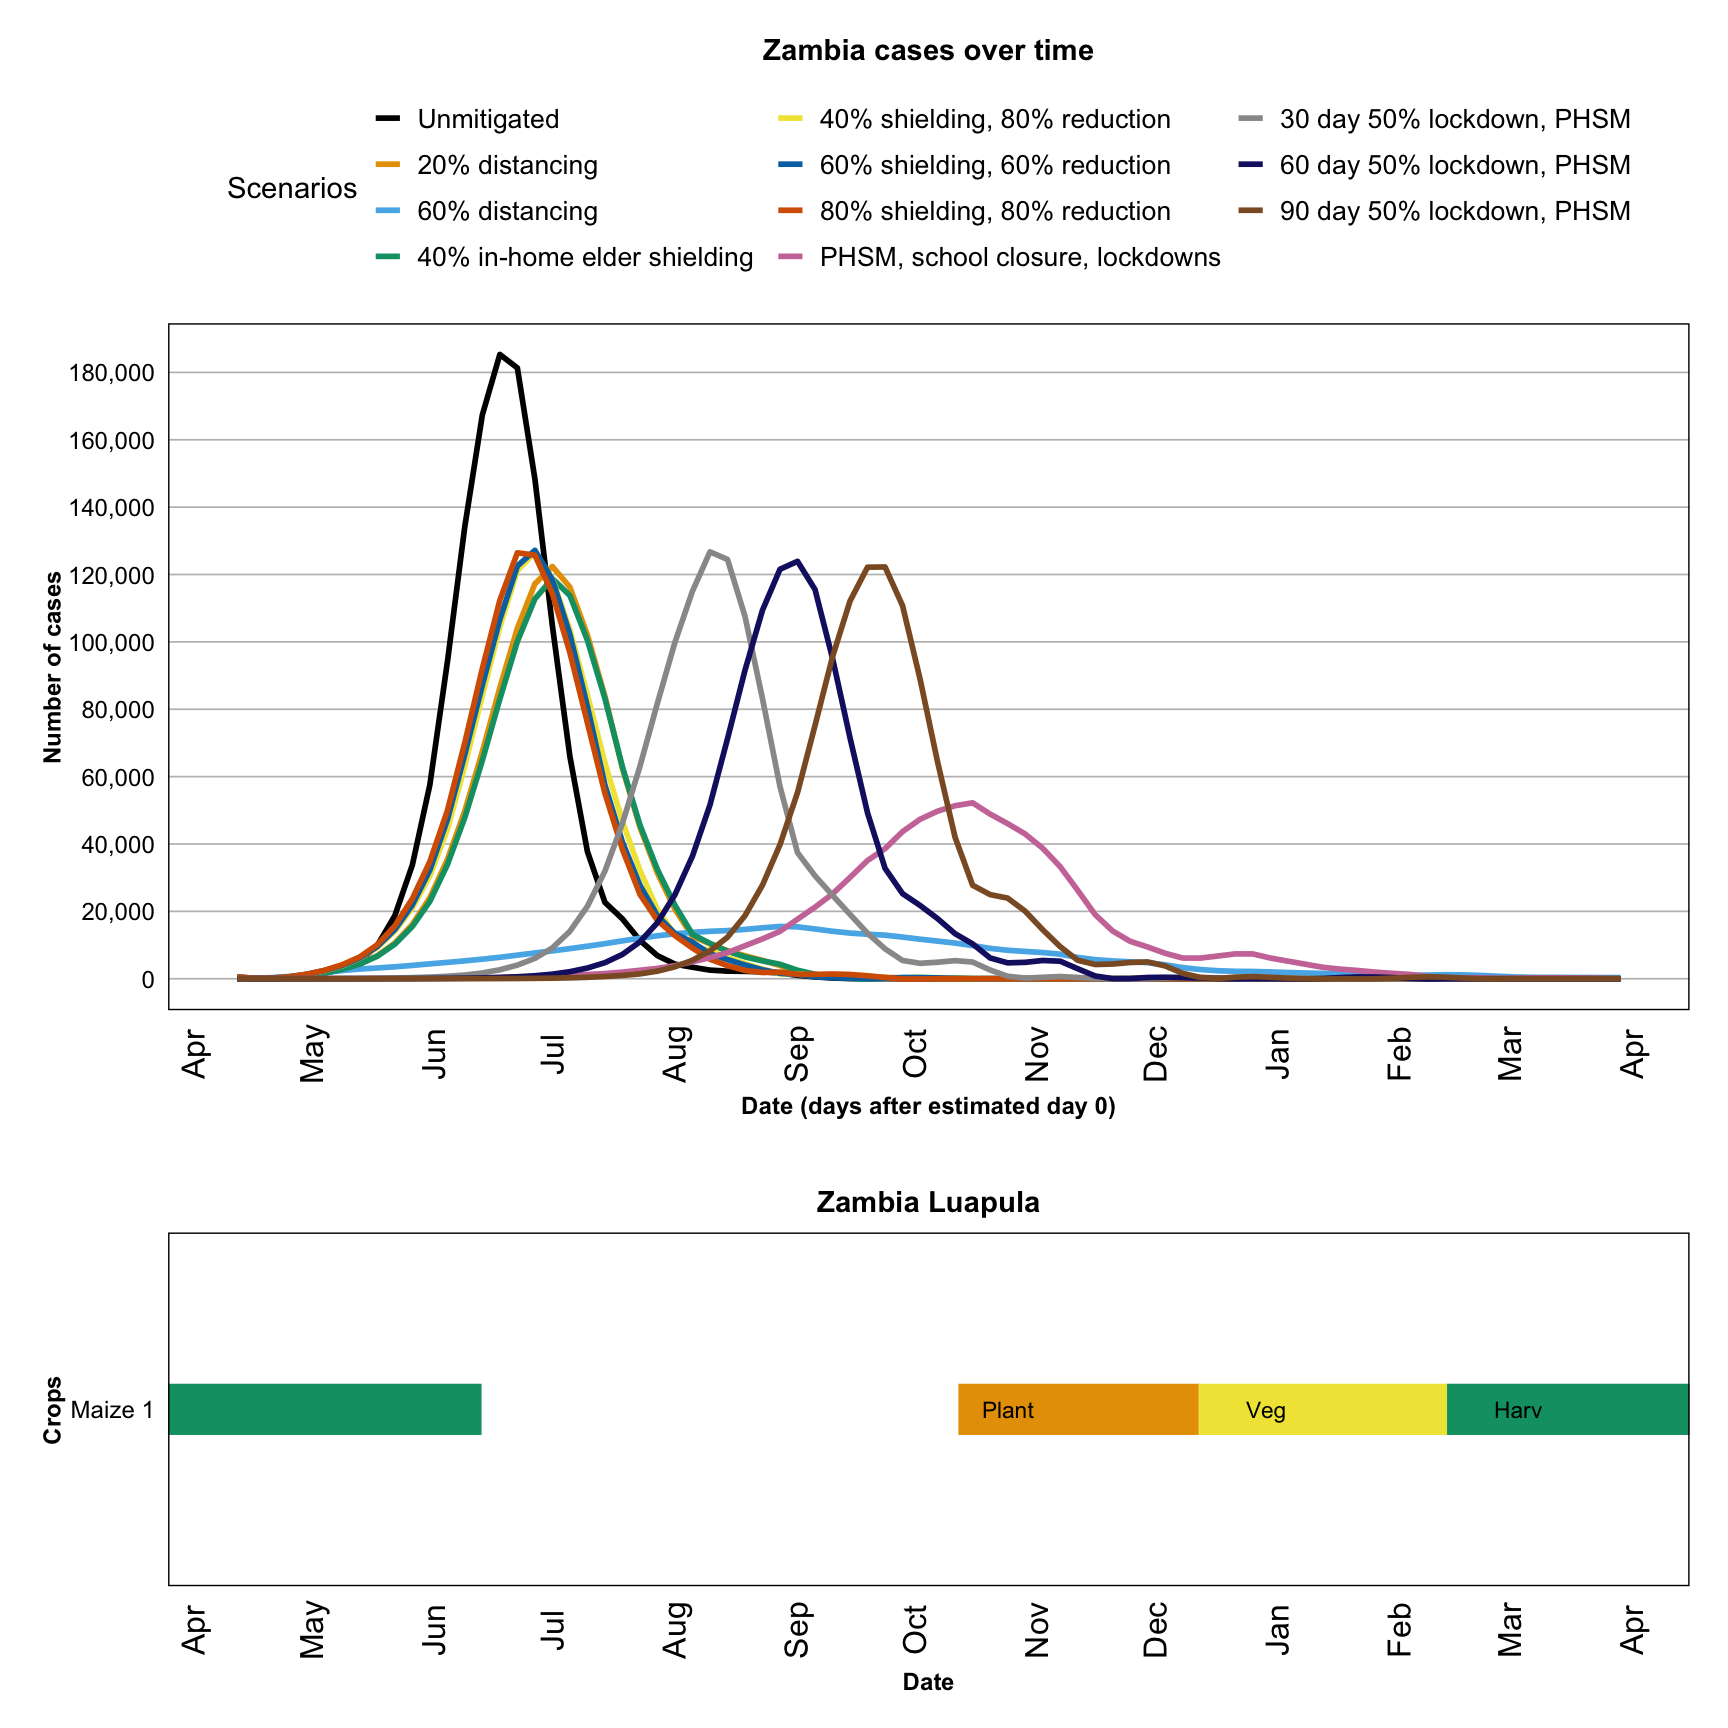 Zambia cases over time
Scenarios
Unmitigated
20% distancing
60% distancing
40% in-home elder shielding
40% shielding, 80% reduction
60% shielding, 60% reduction
80% shielding, 80% reduction
PHSM, school closure, lockdowns
30 day 50% lockdown, PHSM
60 day 50% lockdown, PHSM
90 day 50% lockdown, PHSM
Number of cases
180,000
160,000
140,000
120,000
100,000
80,000
60,000
40,000
20,000
0
Apr May Jun Jul Aug Sep Oct Nov Dec Jan Feb Mar Apr
Date (days after estimated day 0)
Zambia Luapula
Crops
Maize 1
Plant Veg Harv
Apr May Jun Jul Aug Sep Oct Nov Dec Jan Feb Mar Apr
Date